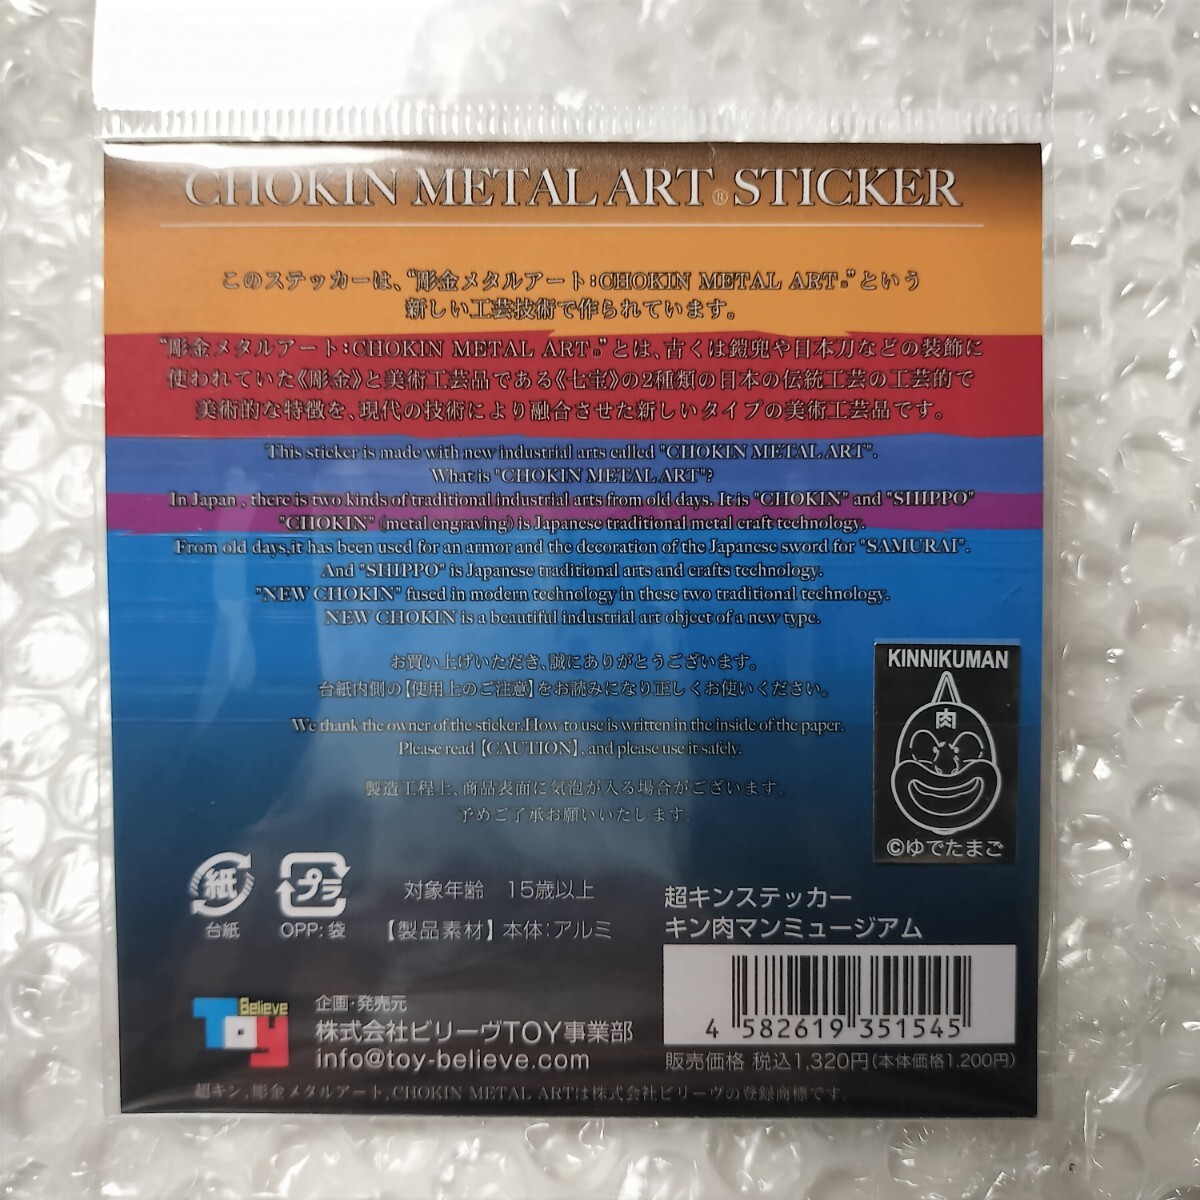 CHOKIN METAL ART® STICKER
このステッカーは、“彫金メタルアート：CHOKIN METAL ART®”という
新しい工芸技術で作られています。
“彫金メタルアート：CHOKIN METAL ART®”とは、古くは鎧兜や日本刀などの装飾に
使われていた《彫金》と美術工芸品である《七宝》の2種類の日本の伝統工芸の工芸的で
美術的な特徴を、現代の技術により融合させた新しいタイプの美術工芸品です。
This sticker is made with new industrial arts called "CHOKIN METAL ART".
What is "CHOKIN METAL ART"?
In Japan , there is two kinds of traditional industrial arts from old days. It is "CHOKIN" and "SHIPPO"
"CHOKIN" (metal engraving) is Japanese traditional metal craft technology.
From old days,it has been used for an armor and the decoration of the Japanese sword for "SAMURAI".
And "SHIPPO" is Japanese traditional arts and crafts technology.
"NEW CHOKIN" fused in modern technology in these two traditional technology.
NEW CHOKIN is a beautiful industrial art object of a new type.
お買い上げいただき、誠にありがとうございます。
台紙内側の【使用上のご注意】をお読みになり正しくお使いください。
We thank the owner of the sticker.How to use is written in the inside of the paper.
Please read【CAUTION】, and please use it safely.
製造工程上、商品表面に気泡が入る場合がございます。
予めご了承お願いいたします。
KINNIKUMAN
肉
©ゆでたまご
紙
台紙
プラ
OPP: 袋
対象年齢 15歳以上
【製品素材】本体：アルミ
超キンステッカー
キン肉マンミュージアム
4 582619 351545
販売価格 税込1,320円(本体価格1,200円)
Believe
TOY
企画・発売元
株式会社ビリーヴTOY事業部
info@toy-believe.com
超キン,彫金メタルアート,CHOKIN METAL ARTは株式会社ビリーヴの登録商標です。